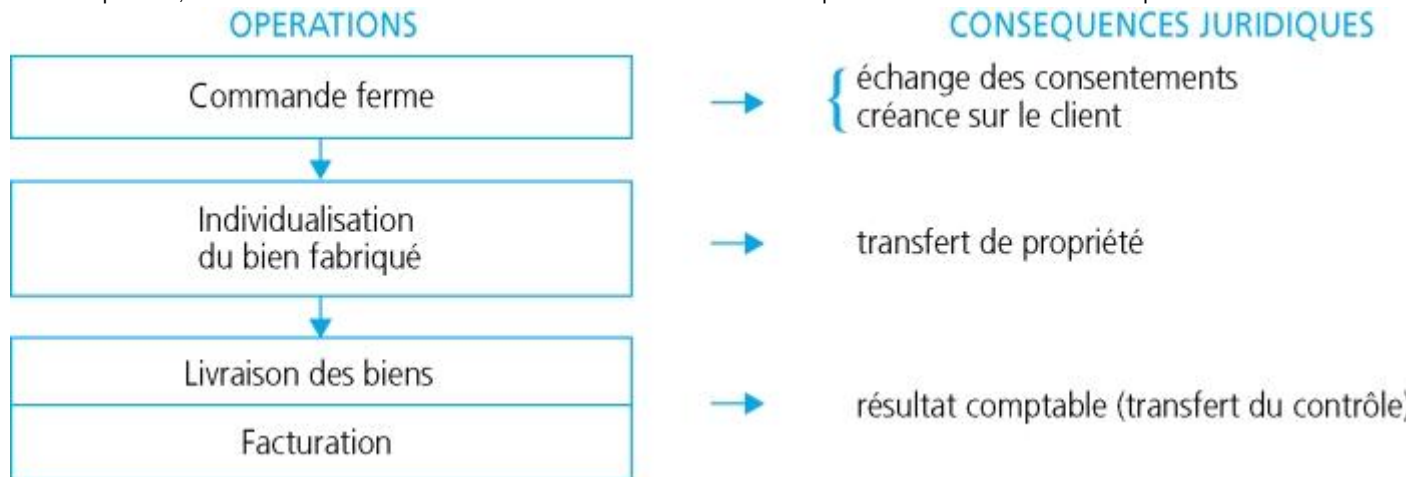 OPERATIONS
CONSEQUENCES JURIDIQUES
Commande ferme
échange des consentements
créance sur le client
Individualisation
du bien fabriqué
transfert de propriété
Livraison des biens
Facturation
résultat comptable (transfert du contrôle)